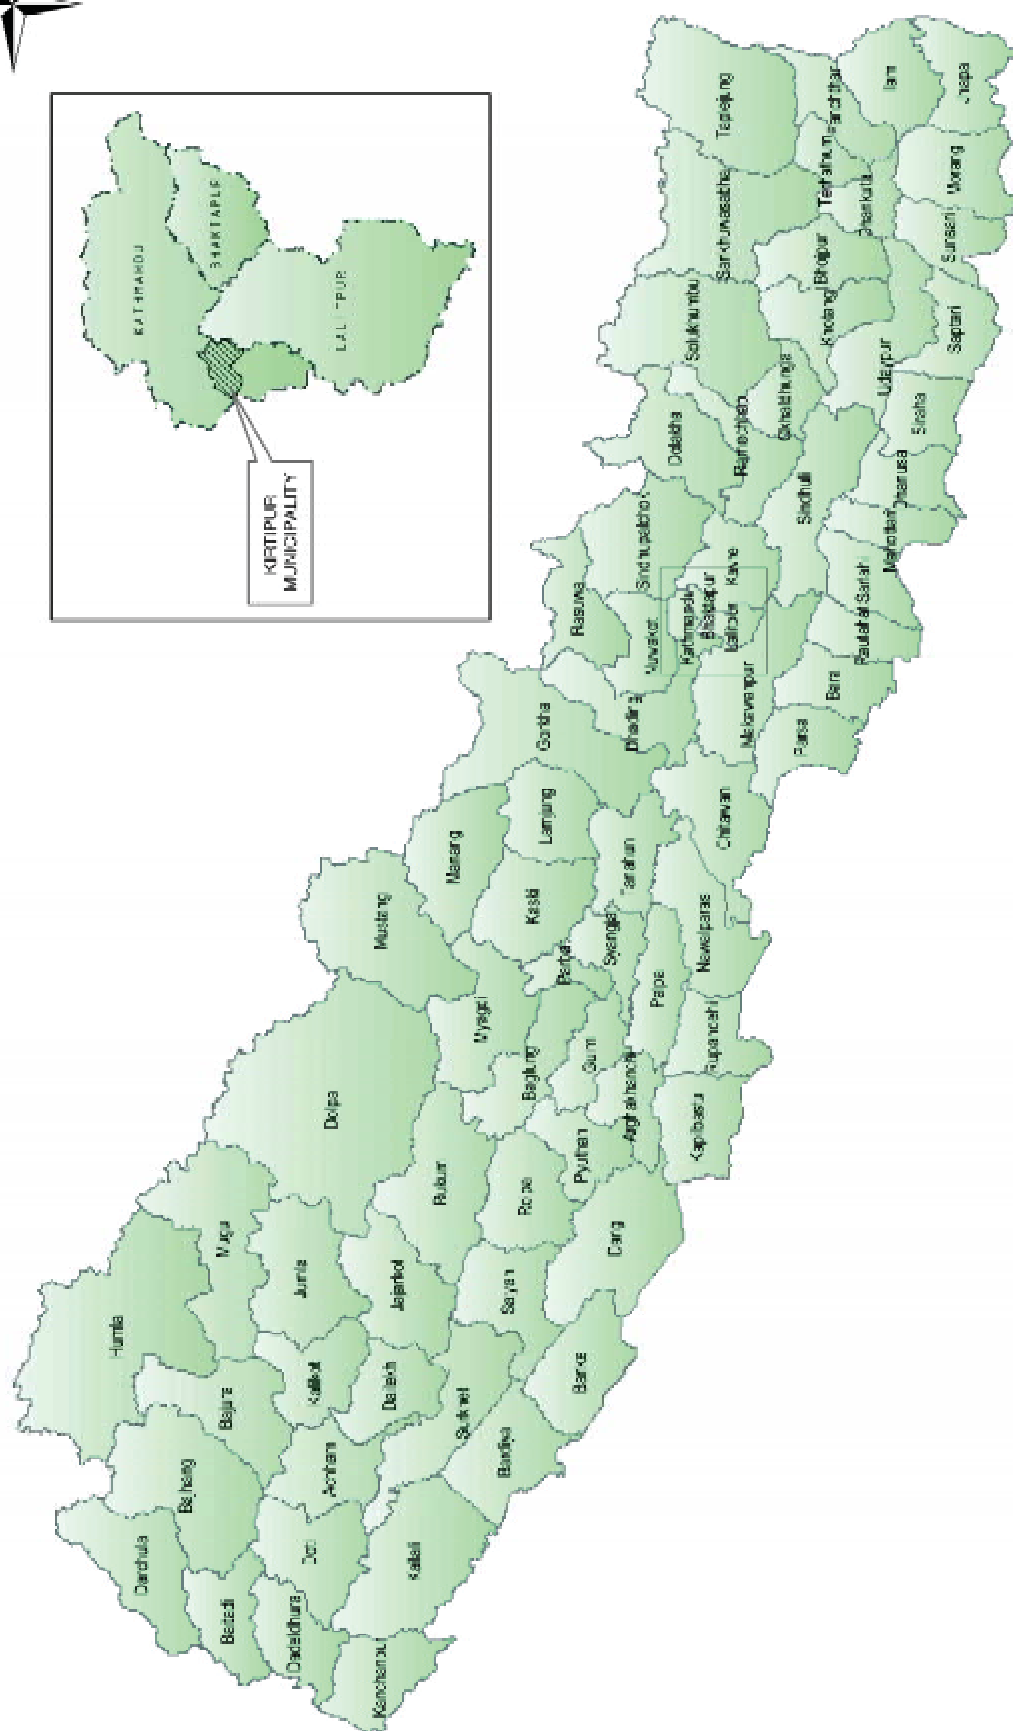 KATHMANDU
BHAKTAPUR
LALITPUR
KIRTIPUR
MUNICIPALITY
Darchula
Bajhang
Humla
Baitadi
Bajura
Mugu
Dadeldhura
Doti
Achham
Kalikot
Jumla
Dolpa
Mustang
Kanchanpur
Kailali
Dailekh
Jajarkot
Rukum
Surkhet
Bardiya
Banke
Salyan
Rolpa
Dang
Pyuthan
Myagdi
Manang
Baglung
Parbat
Kaski
Lamjung
Gorkha
Gulmi
Arghakhanchi
Syangja
Tanahun
Palpa
Kapilbastu
Rupandehi
Nawalparasi
Chitawan
Dhading
Rasuwa
Nuwakot
Sindhupalchok
Kathmandu
Bhaktapur
Lalitpur
Kavre
Makawanpur
Parsa
Bara
Rautahat
Sarlahi
Mahottari
Dhanusa
Sindhuli
Dolakha
Ramechhap
Okhaldhunga
Solukhumbu
Siraha
Udaypur
Saptari
Khotang
Bhojpur
Sankhuwasabha
Taplejung
Terhathum
Panchthar
Dhankuta
Sunsari
Morang
Ilam
Jhapa